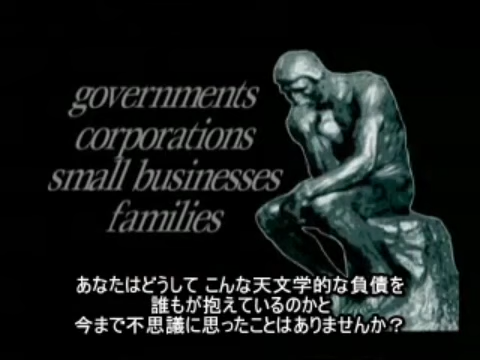 governments
corporations
small businesses
families
あなたはどうして こんな天文学的な負債を
誰もが抱えているのかと
今まで不思議に思ったことはありませんか？